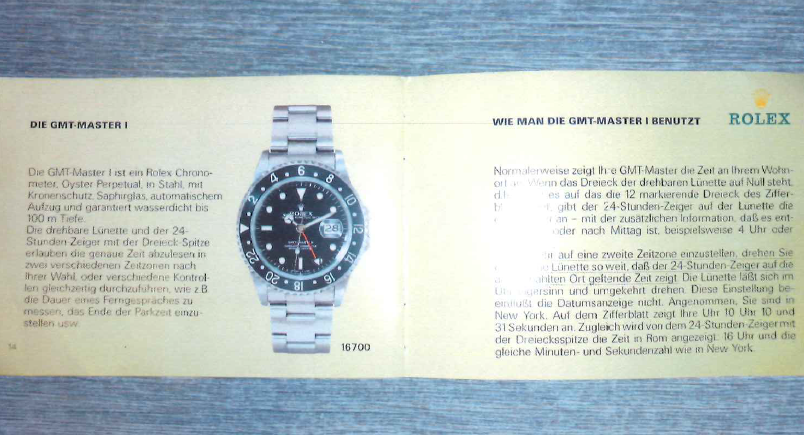 DIE GMT-MASTER I
Die GMT-Master I ist ein Rolex Chrono-
meter, Oyster Perpetual, in Stahl, mit
Kronenschutz, Saphirglas, automatischem
Aufzug und garantiert wasserdicht bis
100 m Tiefe.
Die drehbare Lünette und der 24-
Stunden Zeiger mit der Dreieck-Spitze
erlauben die genaue Zeit abzulesen in
zwei verschiedenen Zeitzonen nach
Ihrer Wahl, oder verschiedene Kontrol-
len gleichzeitig durchzuführen, wie z.B.
die Dauer eines Ferngespräches zu
messen, das Ende der Parkzeit einzu-
stellen usw.
14
ROLEX
16700
WIE MAN DIE GMT-MASTER I BENUTZT
ROLEX
Normalerweise zeigt Ihre GMT-Master die Zeit an Ihrem Wohn-
ort an. Wenn das Dreieck der drehbaren Lünette auf Null steht,
es auf das die 12 markierende Dreieck des Ziffer-
gibt der 24-Stunden-Zeiger auf der Lünette die
an – mit der zusätzlichen Information, daß es ent-
oder nach Mittag ist, beispielsweise 4 Uhr oder
auf eine zweite Zeitzone einzustellen, drehen Sie
Lünette so weit, daß der 24-Stunden-Zeiger auf die
Ort geltende Zeit zeigt. Die Lünette läßt sich im
und umgekehrt drehen. Diese Einstellung be-
einflußt die Datumsanzeige nicht. Angenommen, Sie sind in
New York. Auf dem Zifferblatt zeigt Ihre Uhr 10 Uhr 10 und
31 Sekunden an. Zugleich wird von dem 24-Stunden-Zeiger mit
der Dreiecksspitze die Zeit in Rom angezeigt: 16 Uhr und die
gleiche Minuten- und Sekundenzahl wie in New York.